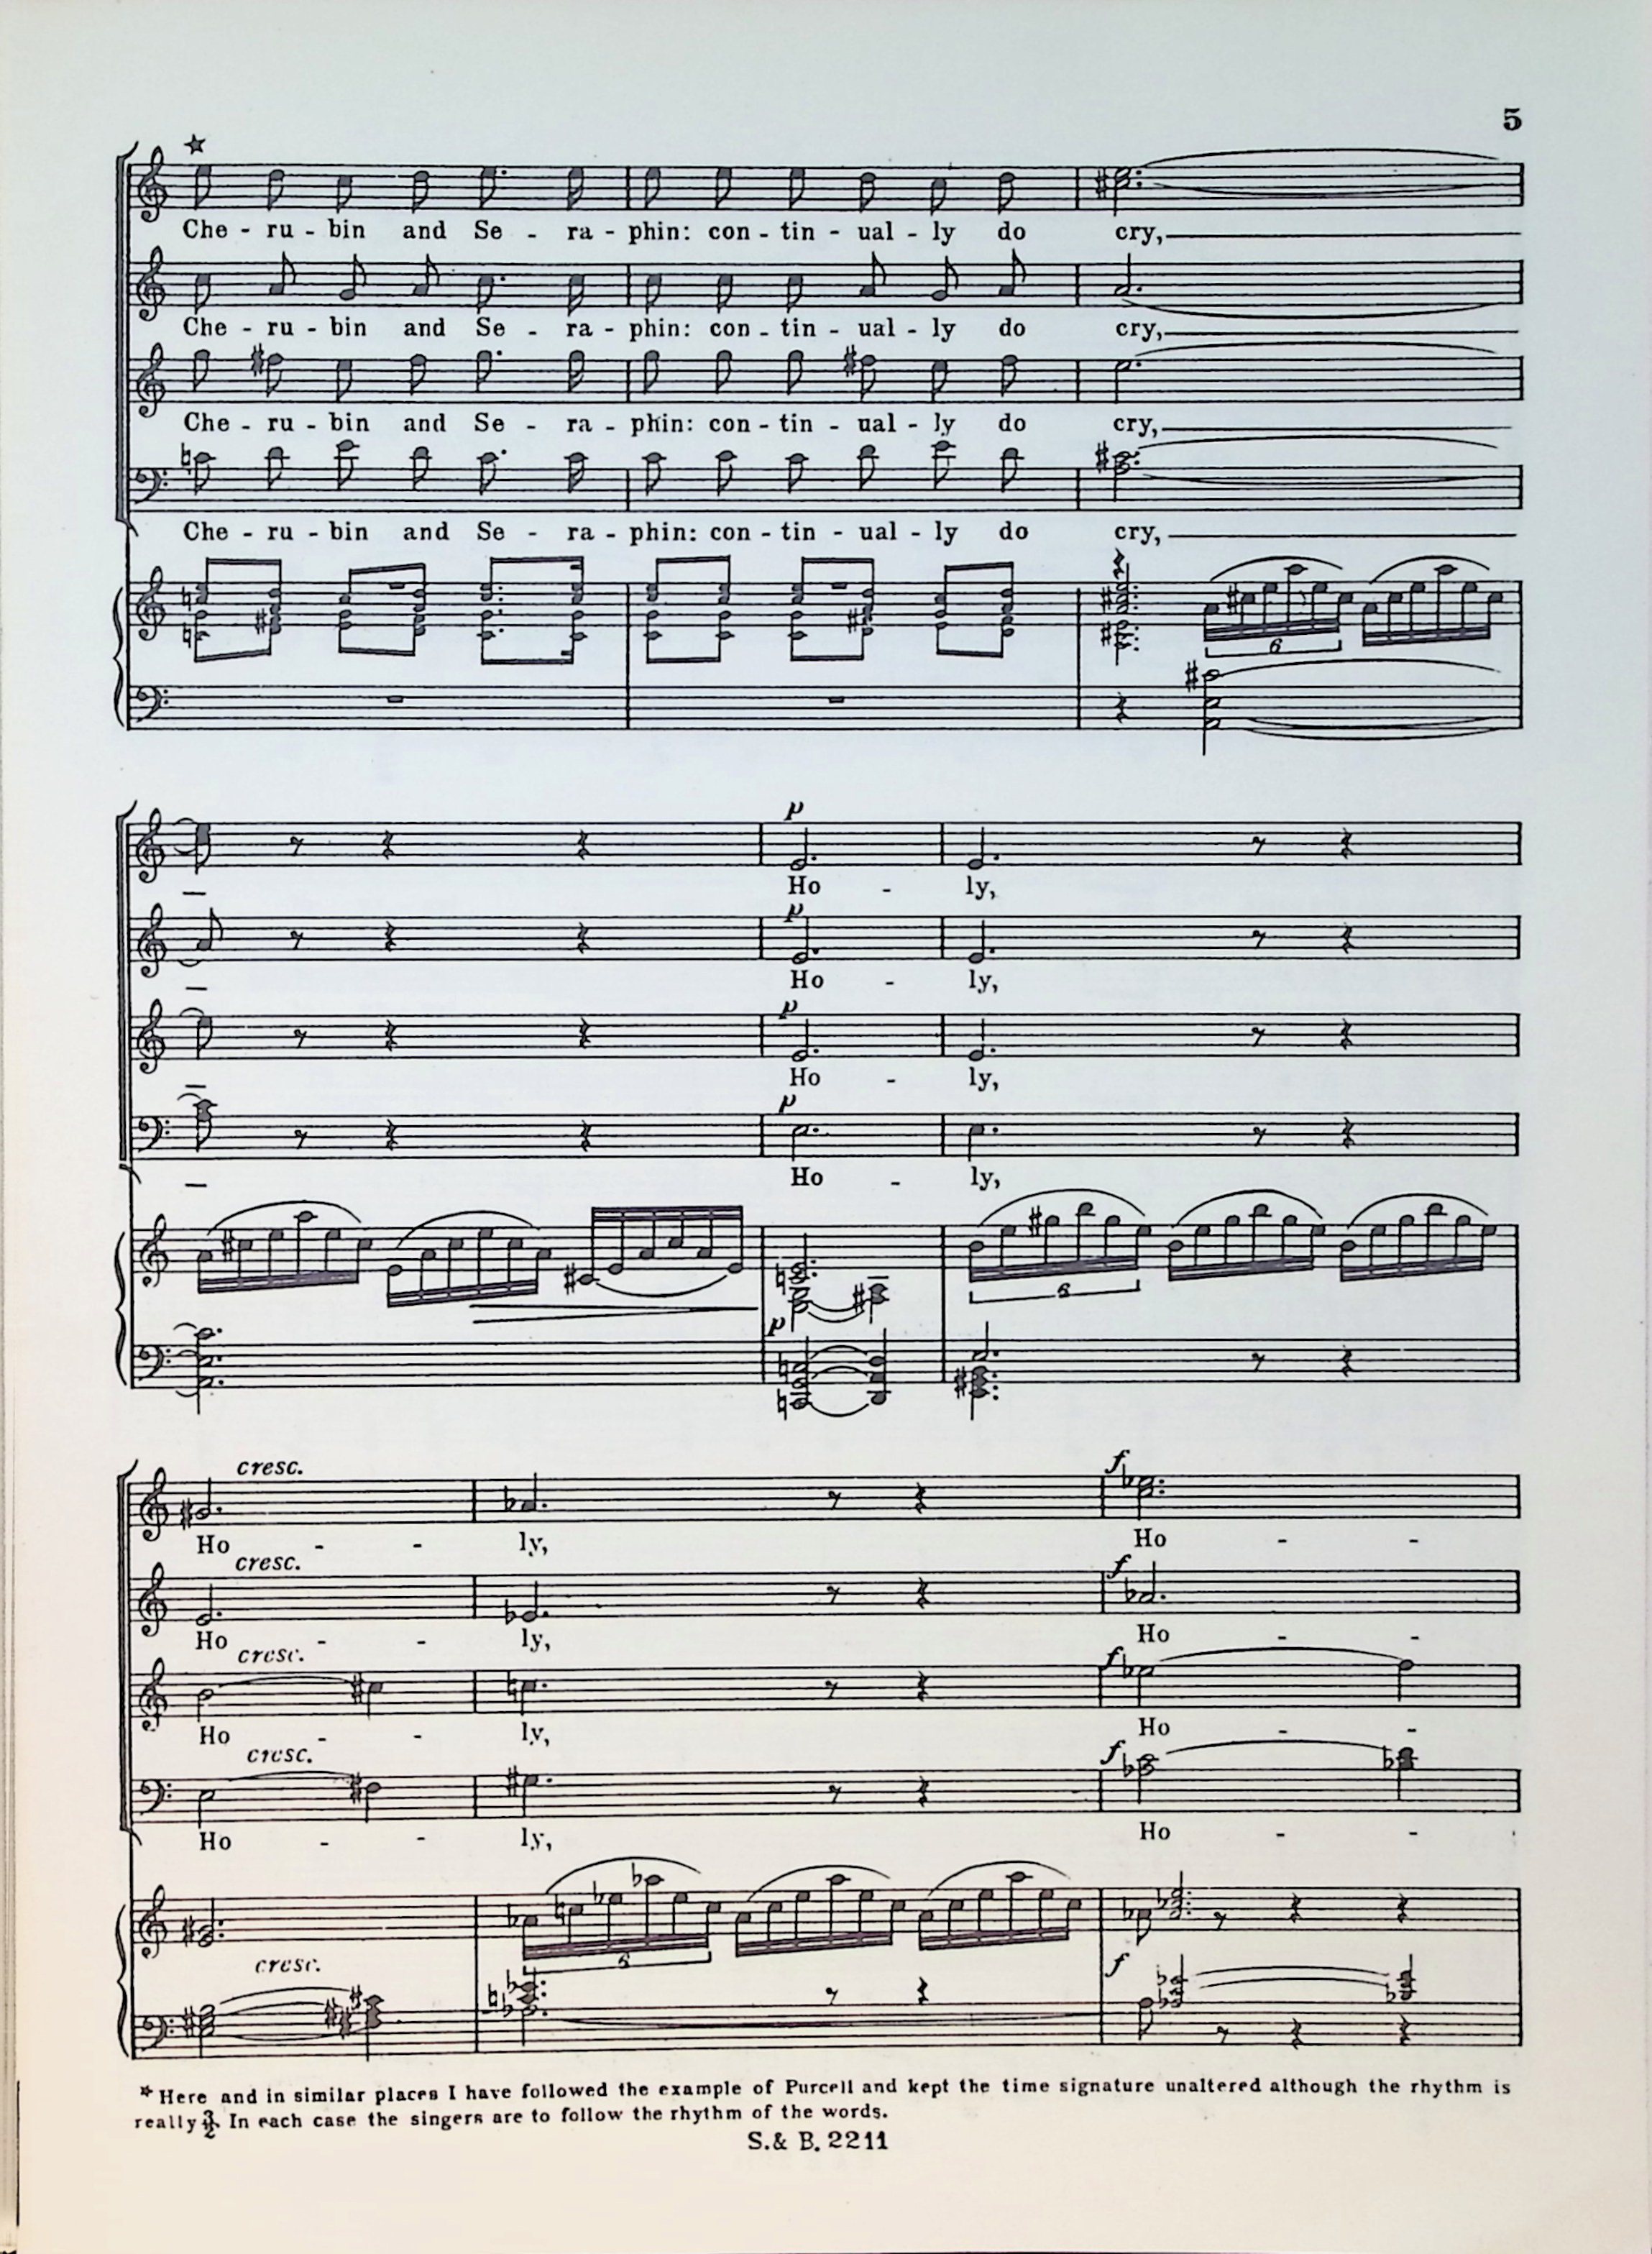 5
Che - ru - bin and Se - ra - phin: con - tin - ual - ly do cry,
Che - ru - bin and Se - ra - phin: con - tin - ual - ly do cry,
Che - ru - bin and Se - ra - phin: con - tin - ual - ly do cry,
Che - ru - bin and Se - ra - phin: con - tin - ual - ly do cry,
6
p
Ho - ly,
p
Ho - ly,
p
Ho - ly,
p
Ho - ly,
p
6
cresc. f
Ho - - ly, Ho - -
cresc. f
Ho - - ly, Ho - -
cresc. f
Ho - - ly, Ho - -
cresc. f
Ho - - ly, Ho - -
6
cresc. f
* Here and in similar places I have followed the example of Purcell and kept the time signature unaltered although the rhythm is
really 3/2. In each case the singers are to follow the rhythm of the words.
S. & B. 2211